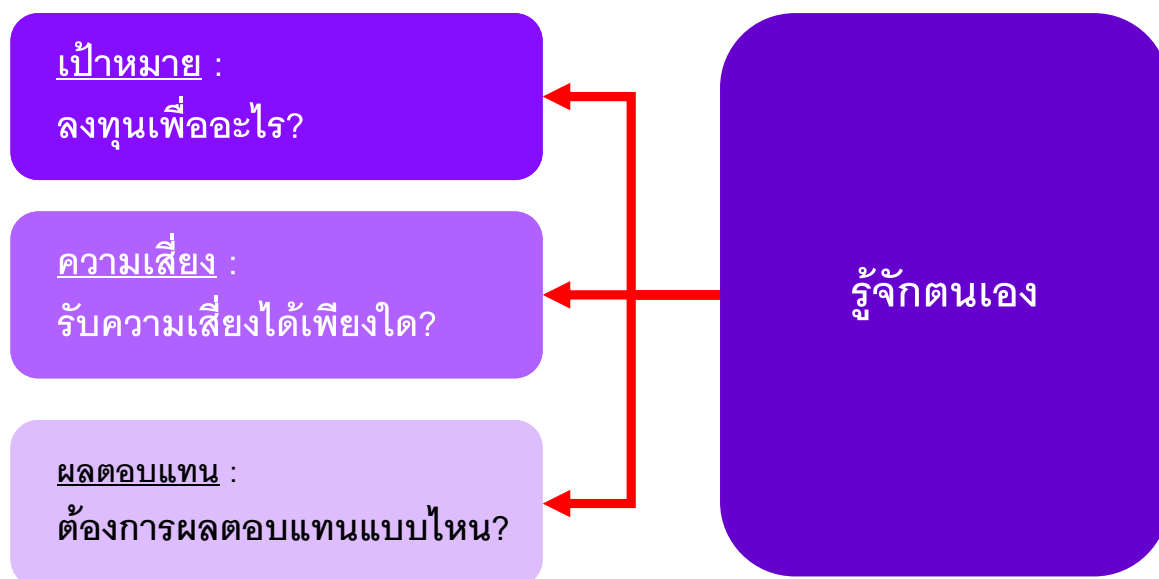 เป้าหมาย :
ลงทุนเพื่ออะไร?
ความเสี่ยง :
รับความเสี่ยงได้เพียงใด?
ผลตอบแทน :
ต้องการผลตอบแทนแบบไหน?
รู้จักตนเอง